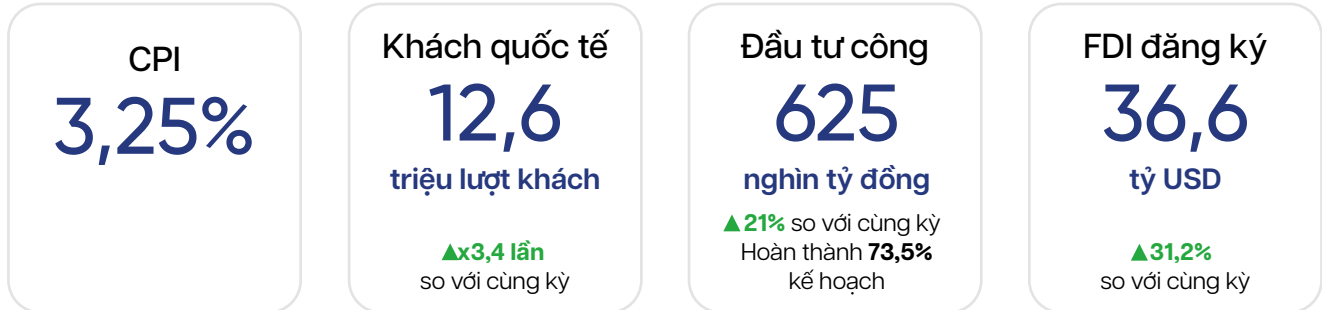 CPI
3,25%
Khách quốc tế
12,6
triệu lượt khách
▲x3,4 lần
so với cùng kỳ
Đầu tư công
625
nghìn tỷ đồng
▲21% so với cùng kỳ
Hoàn thành 73,5%
kế hoạch
FDI đăng ký
36,6
tỷ USD
▲31,2%
so với cùng kỳ